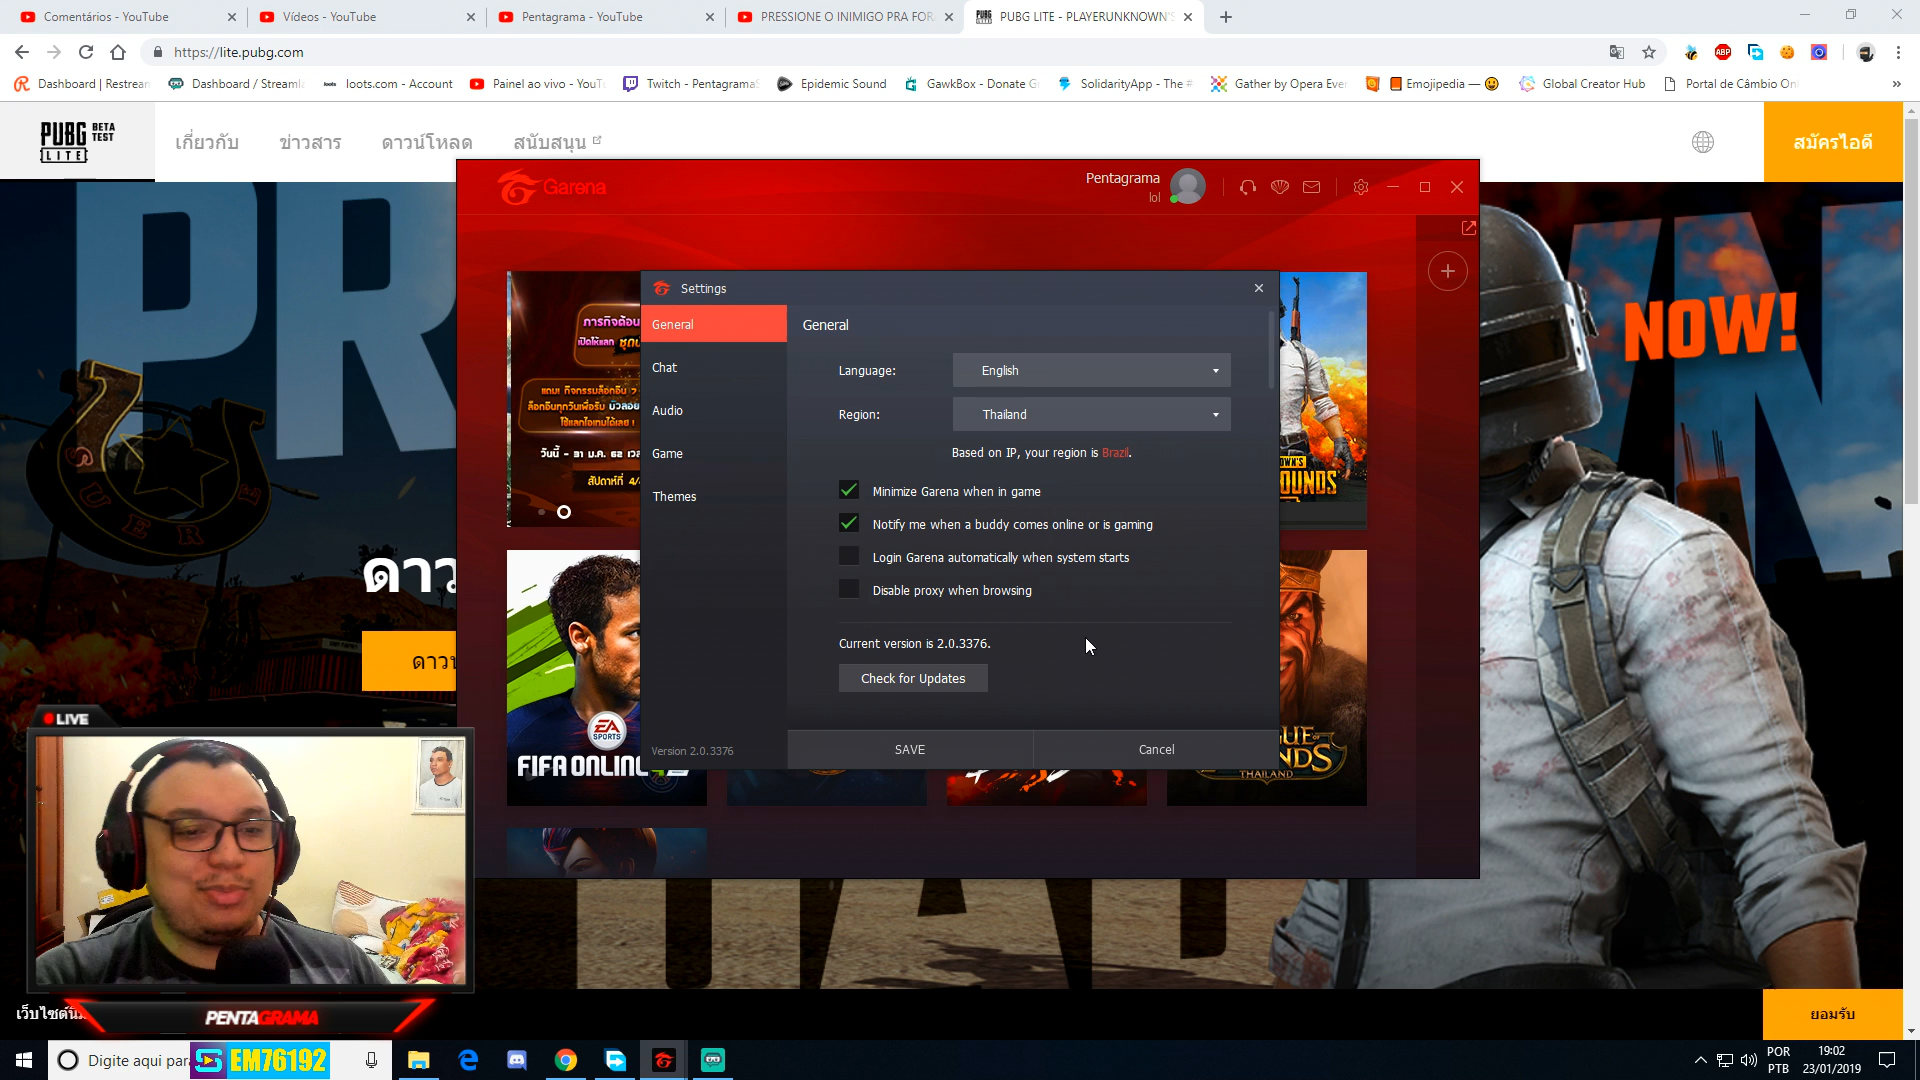 Comentários - YouTube
Vídeos - YouTube
Pentagrama - YouTube
PRESSIONE O INIMIGO PRA FOR
PUBG LITE - PLAYERUNKNOWN'S
https://lite.pubg.com
Dashboard | Restream
Dashboard / Streamla
loots.com - Account
Painel ao vivo - YouTu
Twitch - PentagramaS
Epidemic Sound
GawkBox - Donate G
SolidarityApp - The #
Gather by Opera Eve
Emojipedia —
Global Creator Hub
Portal de Câmbio On
PUBG LITE BETA TEST
เกี่ยวกับ
ข่าวสาร
ดาวน์โหลด
สนับสนุน
สมัครไอดี
Garena
Pentagrama
lol
Settings
General
Chat
Audio
Game
Themes
Version 2.0.3376
General
Language: English
Region: Thailand
Based on IP, your region is Brazil.
Minimize Garena when in game
Notify me when a buddy comes online or is gaming
Login Garena automatically when system starts
Disable proxy when browsing
Current version is 2.0.3376.
Check for Updates
SAVE
Cancel
NOW!
EA SPORTS
FIFA ONLINE
THAILAND
LIVE
PENTAGRAMA
ยอมรับ
Digite aqui para
EM76192
POR
PTB
19:02
23/01/2019